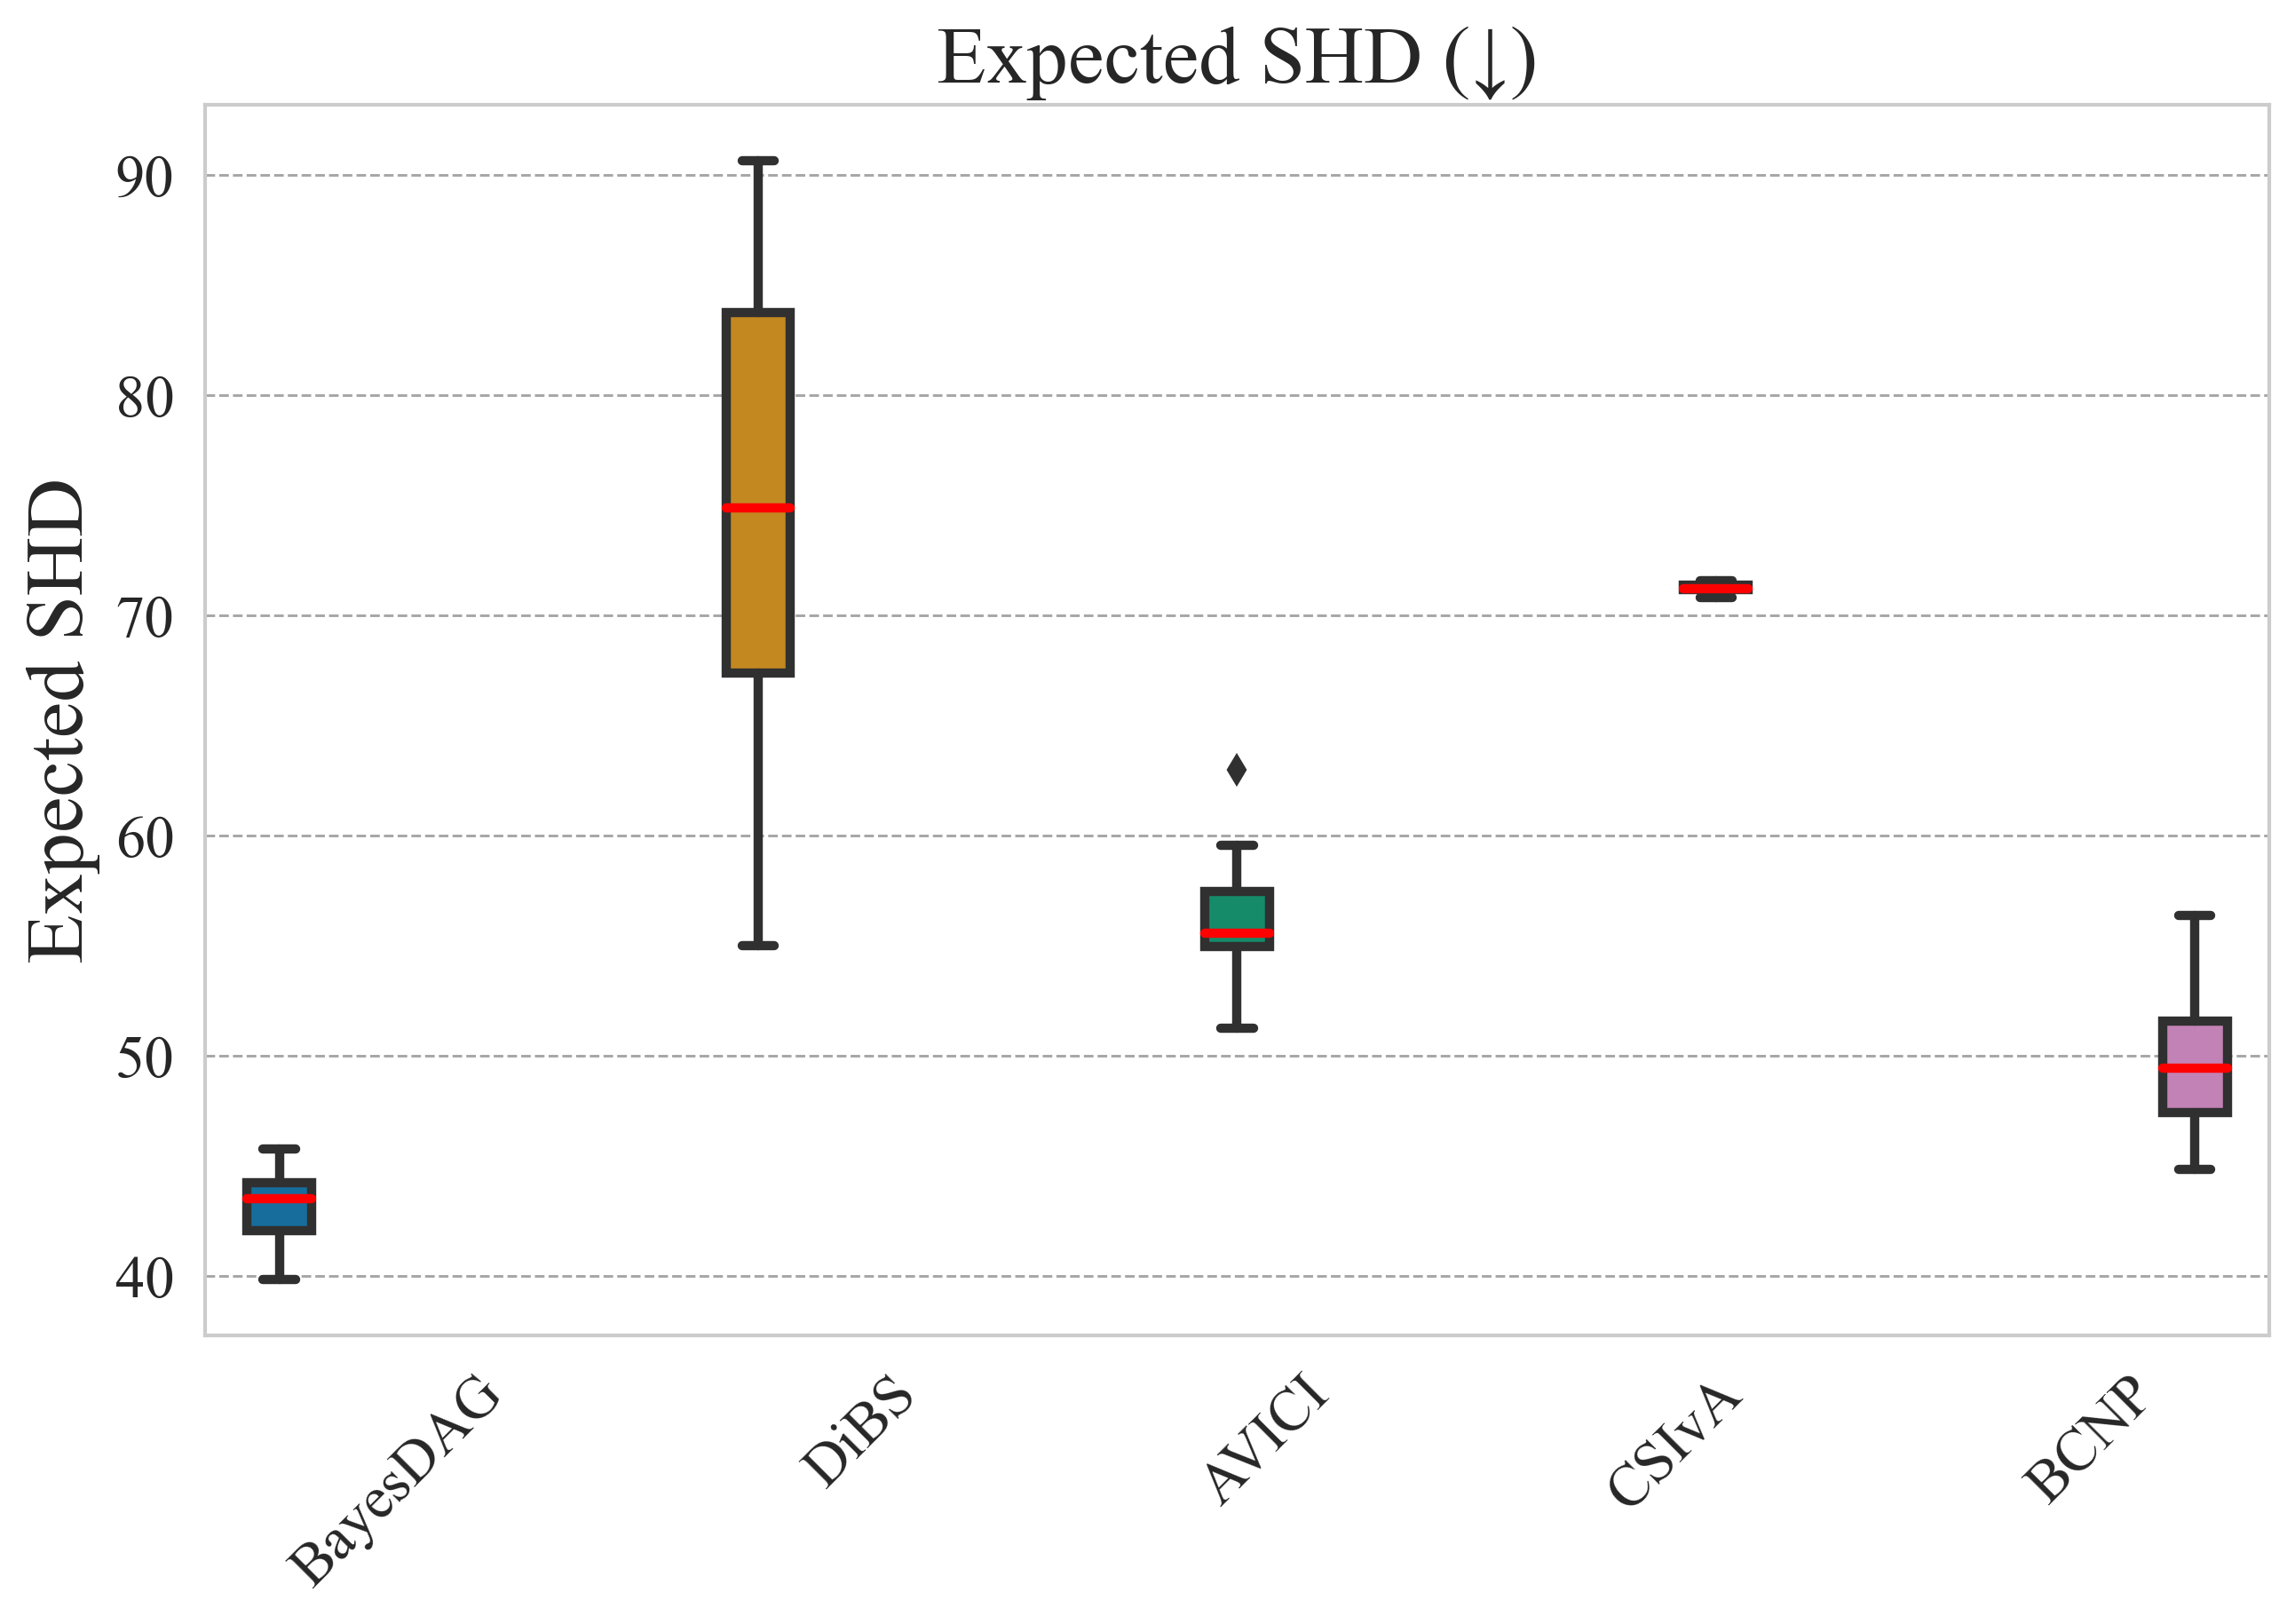 Expected SHD (↓)
Expected SHD
90
80
70
60
50
40
BayesDAG
DiBS
AVICI
CSIvA
BCNP